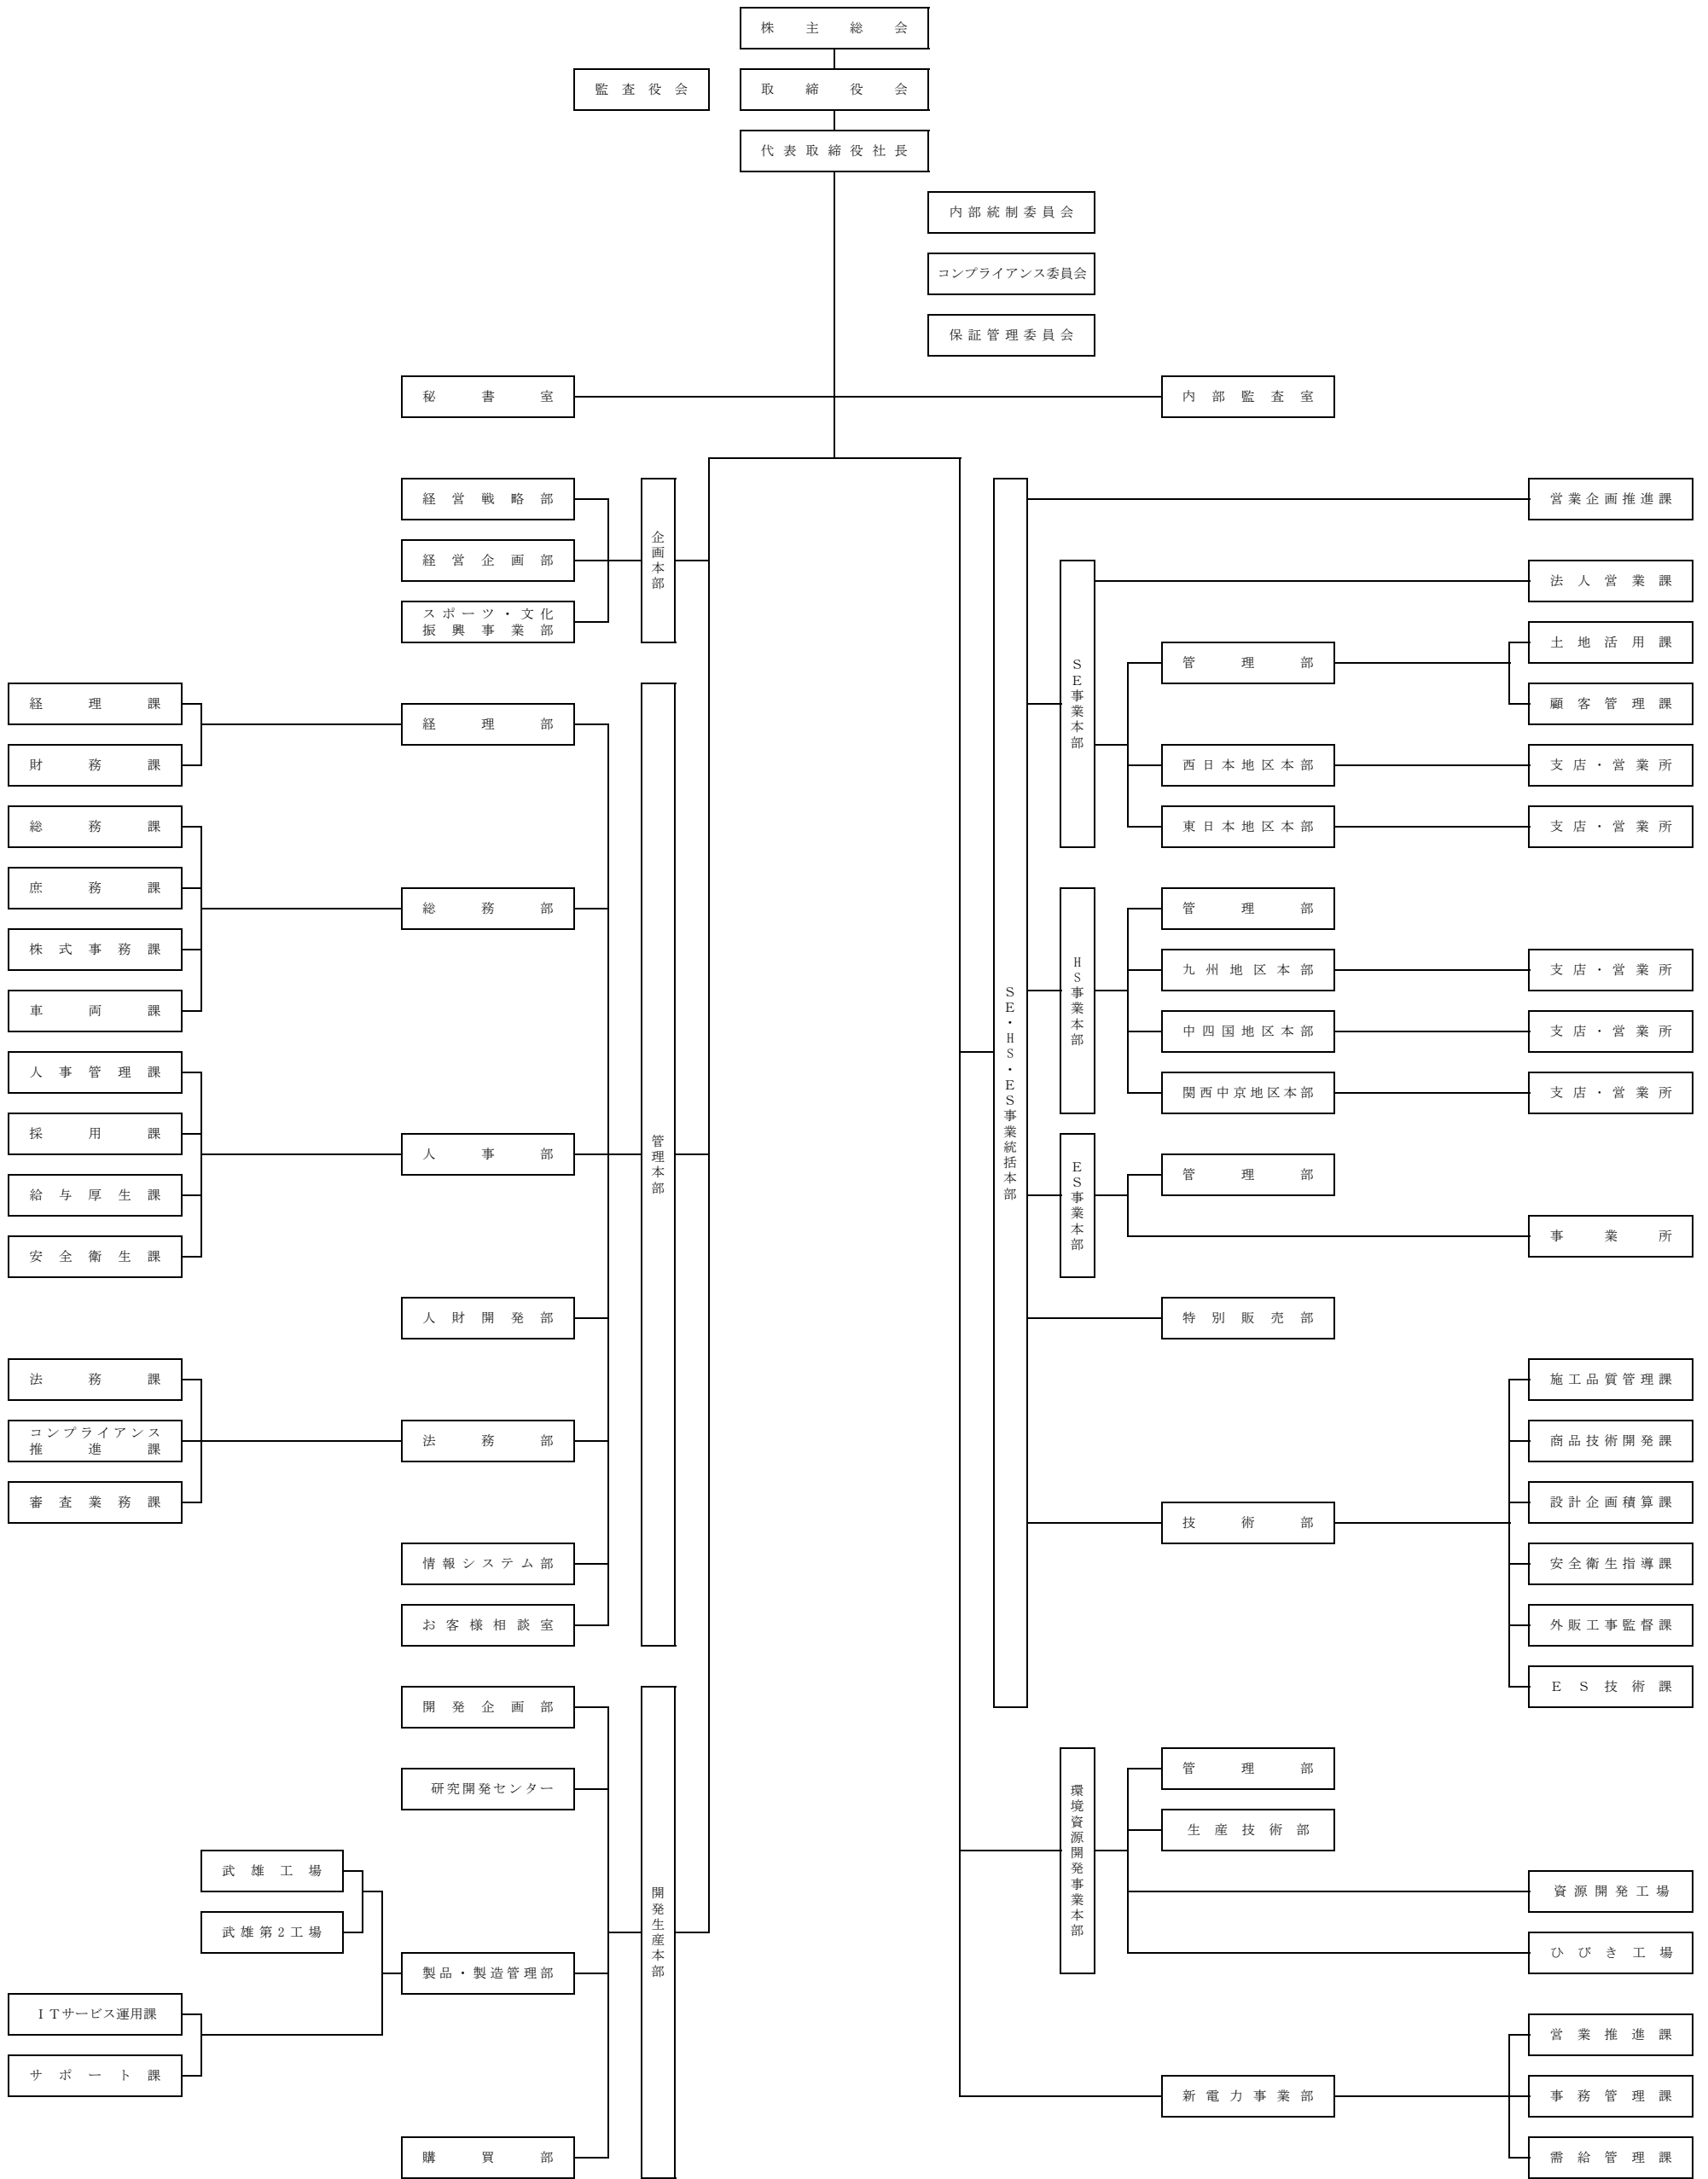 株主総会
監査役会
取締役会
代表取締役社長
内部統制委員会
コンプライアンス委員会
保証管理委員会
秘書室
内部監査室
企画本部
経営戦略部
経営企画部
スポーツ・文化
振興事業部
管理本部
経理部
経理課
財務課
総務部
総務課
庶務課
株式事務課
車両課
人事部
人事管理課
採用課
給与厚生課
安全衛生課
人財開発部
法務部
法務課
コンプライアンス
推進課
審査業務課
情報システム部
お客様相談室
開発生産本部
開発企画部
研究開発センター
製品・製造管理部
武雄工場
武雄第2工場
ITサービス運用課
サポート課
購買部
SE・HS・ES事業統括本部
営業企画推進課
SE事業本部
法人営業課
管理部
土地活用課
顧客管理課
西日本地区本部
支店・営業所
東日本地区本部
支店・営業所
HS事業本部
管理部
九州地区本部
支店・営業所
中四国地区本部
支店・営業所
関西中京地区本部
支店・営業所
ES事業本部
管理部
事業所
特別販売部
技術部
施工品質管理課
商品技術開発課
設計企画積算課
安全衛生指導課
外販工事監督課
ES技術課
環境資源開発事業本部
管理部
生産技術部
資源開発工場
ひびき工場
新電力事業部
営業推進課
事務管理課
需給管理課